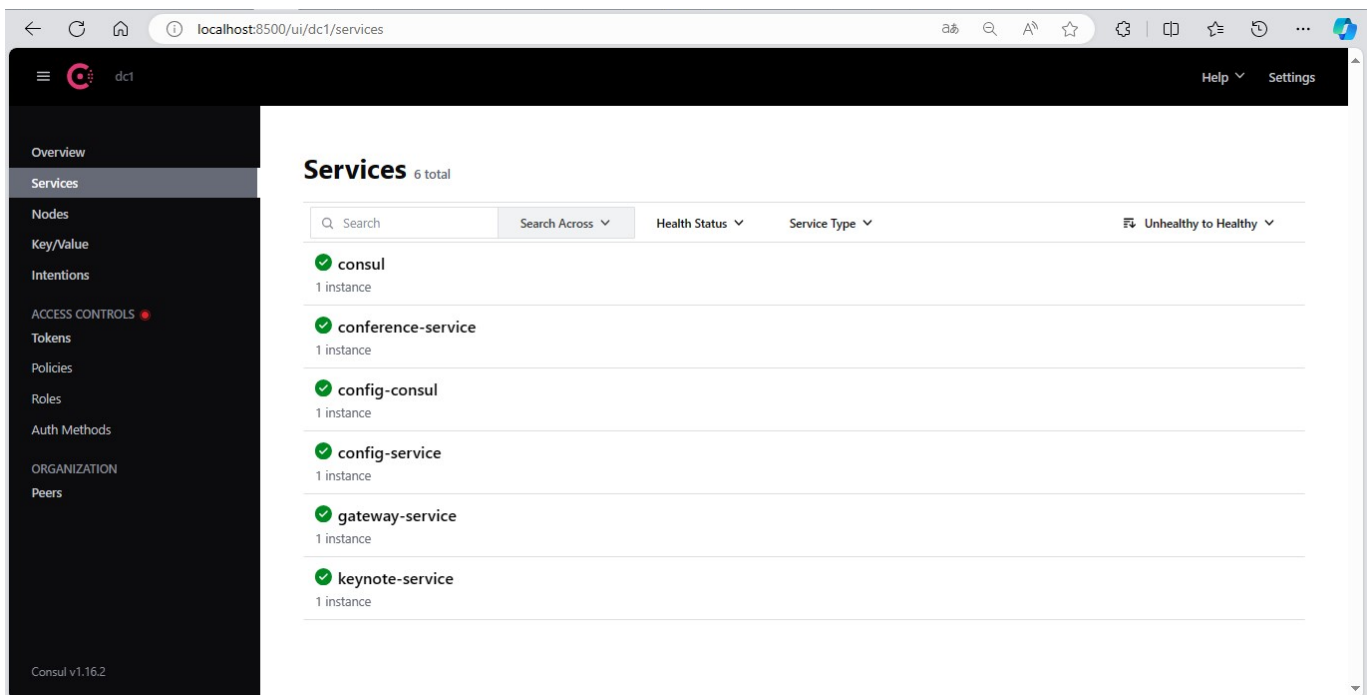 localhost:8500/ui/dc1/services
aあ
A
dc1
Help
Settings
Overview
Services
Nodes
Key/Value
Intentions
ACCESS CONTROLS
Tokens
Policies
Roles
Auth Methods
ORGANIZATION
Peers
Consul v1.16.2
Services 6 total
Search
Search Across
Health Status
Service Type
Unhealthy to Healthy
consul
1 instance
conference-service
1 instance
config-consul
1 instance
config-service
1 instance
gateway-service
1 instance
keynote-service
1 instance